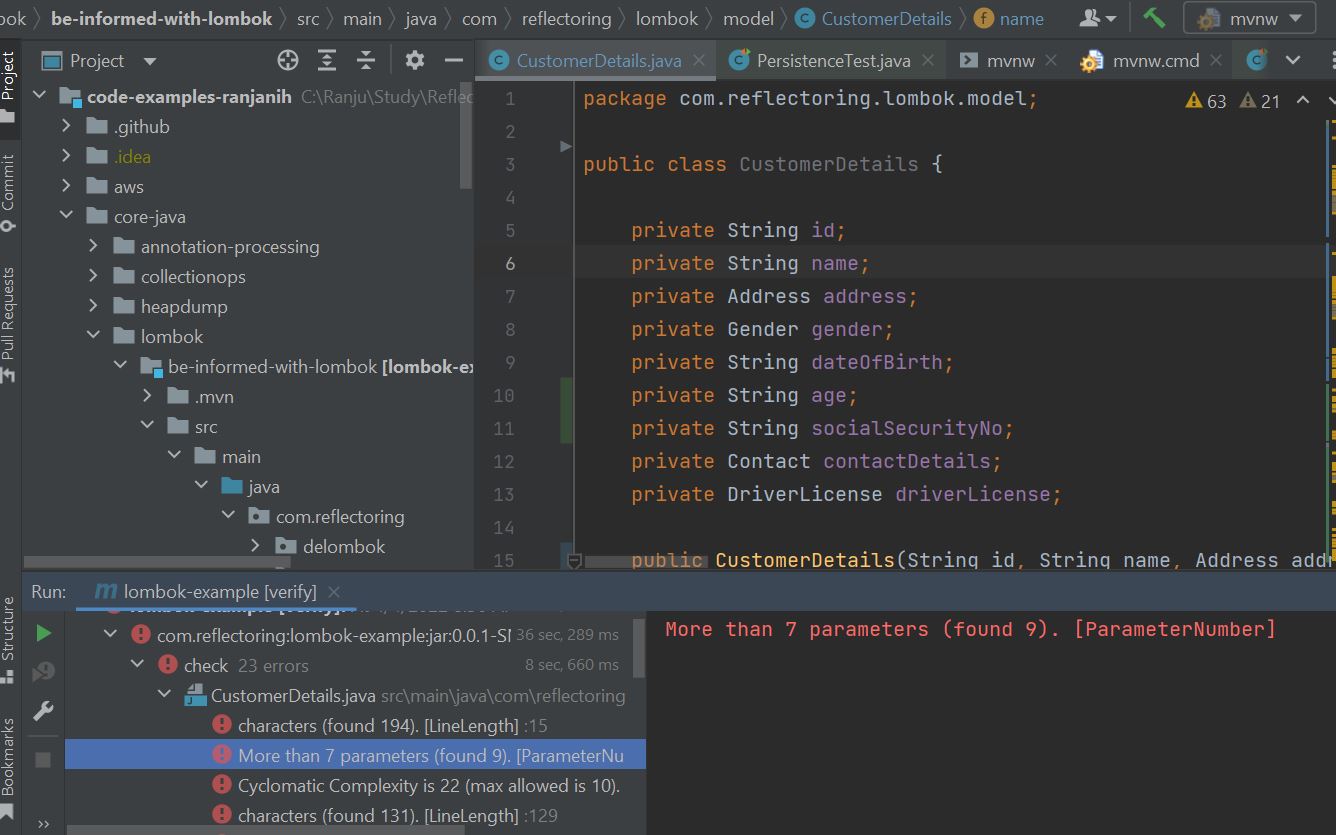 ok be-informed-with-lombok src main java com reflectoring lombok model CustomerDetails name mvnw
Project
CustomerDetails.java PersistenceTest.java mvnw mvnw.cmd
Project
Commit
Pull Requests
code-examples-ranjanih C:\Ranju\Study\Reflec
.github
.idea
aws
core-java
annotation-processing
collectionops
heapdump
lombok
be-informed-with-lombok [lombok-ex
.mvn
src
main
java
com.reflectoring
delombok
63 21
1 package com.reflectoring.lombok.model;
2
3 public class CustomerDetails {
4
5 private String id;
6 private String name;
7 private Address address;
8 private Gender gender;
9 private String dateOfBirth;
10 private String age;
11 private String socialSecurityNo;
12 private Contact contactDetails;
13 private DriverLicense driverLicense;
14
15 public CustomerDetails(String id, String name, Address addr
Run: lombok-example [verify]
Structure
Bookmarks
com.reflectoring:lombok-example:jar:0.0.1-SN 36 sec, 289 ms
check 23 errors 8 sec, 660 ms
CustomerDetails.java src\main\java\com\reflectoring
characters (found 194). [LineLength] :15
More than 7 parameters (found 9). [ParameterNu
Cyclomatic Complexity is 22 (max allowed is 10).
characters (found 131). [LineLength] :129
More than 7 parameters (found 9). [ParameterNumber]